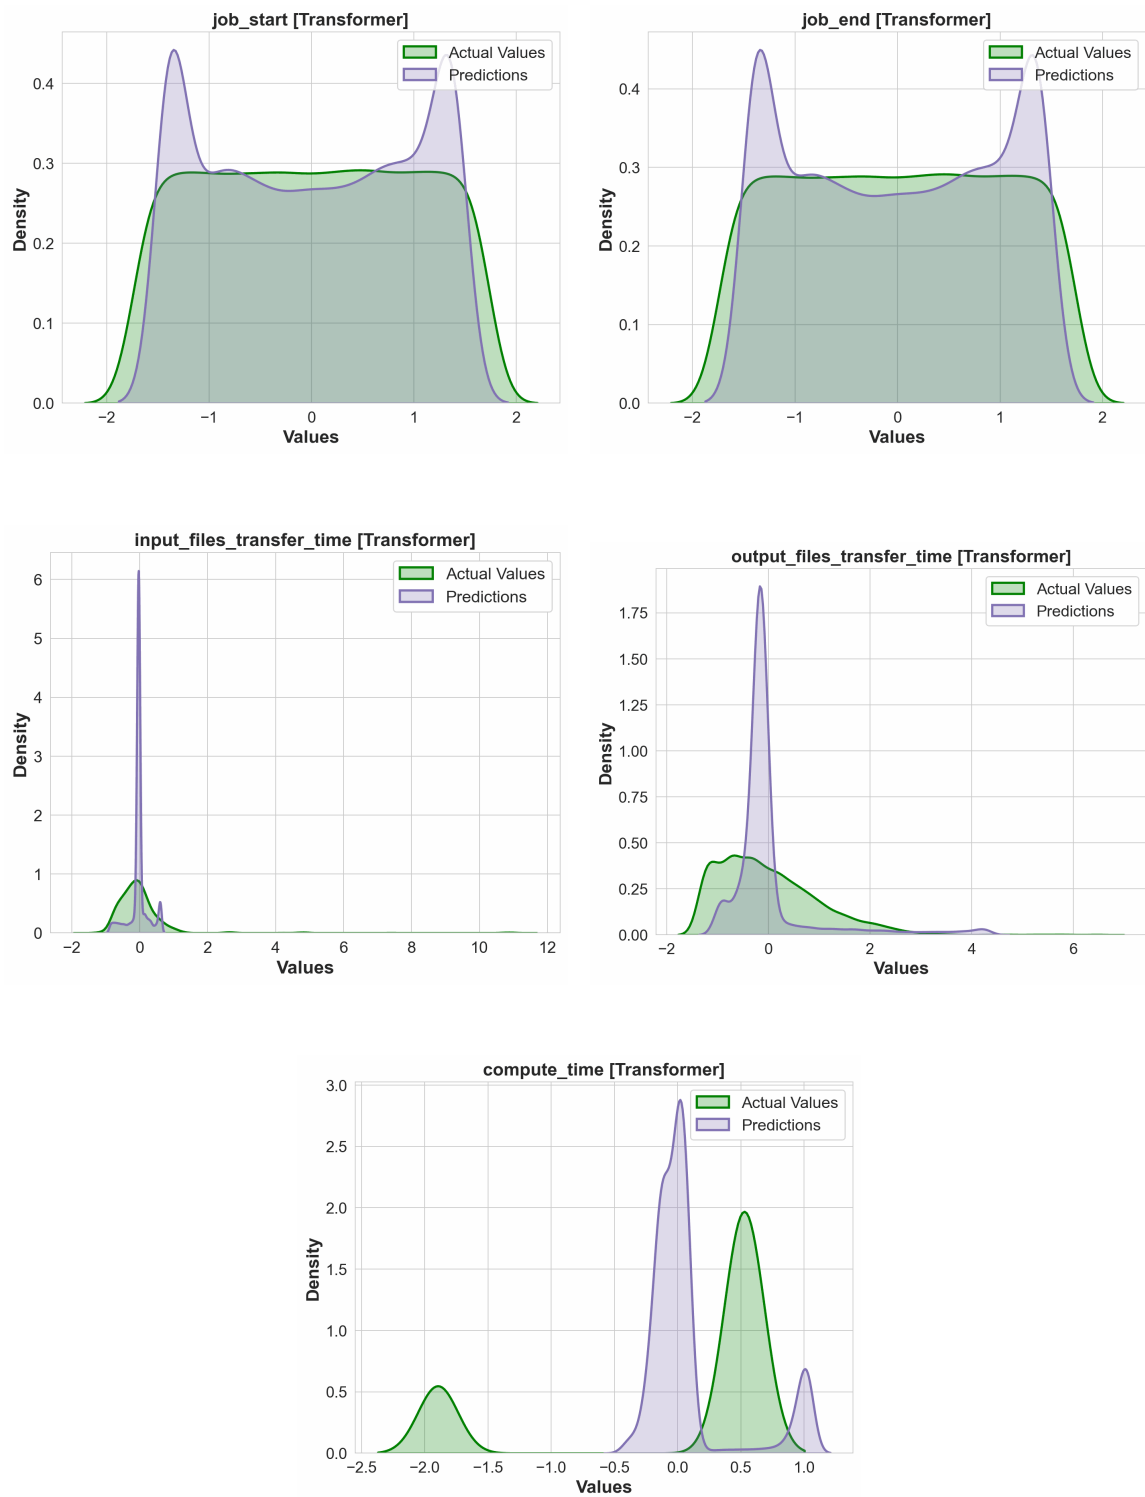 job_start [Transformer]
Actual Values
Predictions
0.4
0.3
0.2
0.1
0.0
Density
−2
−1
0
1
2
Values
job_end [Transformer]
Actual Values
Predictions
0.4
0.3
0.2
0.1
0.0
Density
−2
−1
0
1
2
Values
input_files_transfer_time [Transformer]
Actual Values
Predictions
6
5
4
3
2
1
0
Density
−2
0
2
4
6
8
10
12
Values
output_files_transfer_time [Transformer]
Actual Values
Predictions
1.75
1.50
1.25
1.00
0.75
0.50
0.25
0.00
Density
−2
0
2
4
6
Values
compute_time [Transformer]
Actual Values
Predictions
3.0
2.5
2.0
1.5
1.0
0.5
0.0
Density
−2.5
−2.0
−1.5
−1.0
−0.5
0.0
0.5
1.0
Values